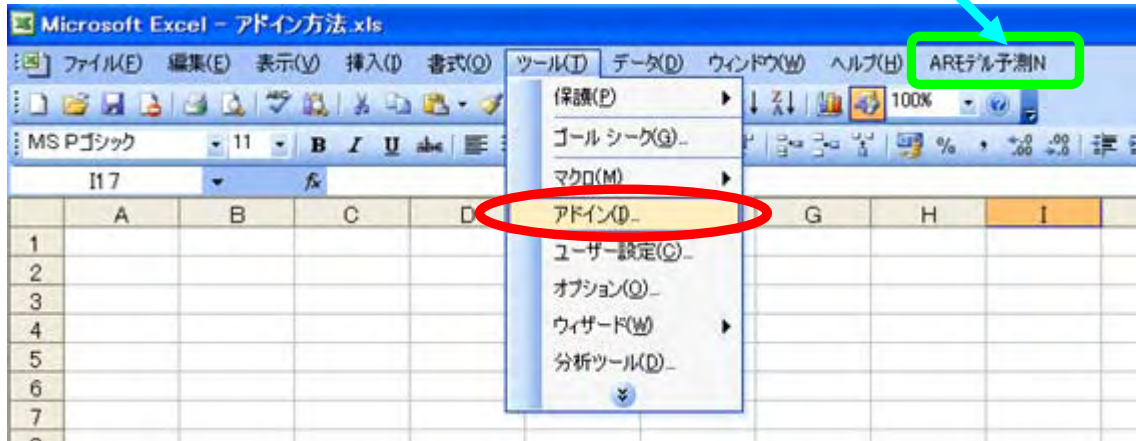 Microsoft Excel - アドイン方法.xls
ファイル(F) 編集(E) 表示(V) 挿入(I) 書式(O) ツール(T) データ(D) ウィンドウ(W) ヘルプ(H) ARモデル予測N
100%
MS Pゴシック 11 B I U abc %
I17 fx
A B C D G H I
保護(P)
ゴール シーク(G)...
マクロ(M)
アドイン(I)...
ユーザー設定(C)...
オプション(O)...
ウィザード(W)
分析ツール(D)...
1
2
3
4
5
6
7